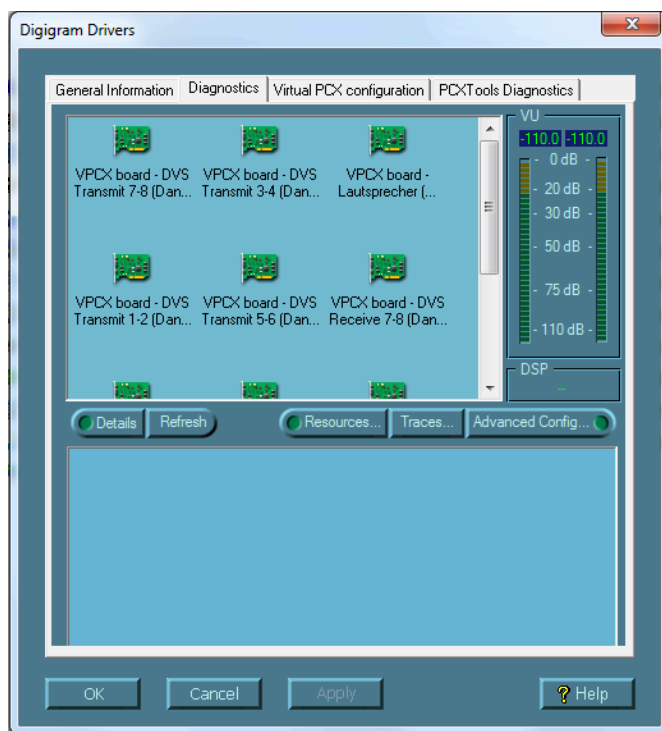 Digigram Drivers
X
General Information
Diagnostics
Virtual PCX configuration
PCXTools Diagnostics
VPCX board - DVS
Transmit 7-8 (Dan...
VPCX board - DVS
Transmit 3-4 (Dan...
VPCX board -
Lautsprecher (...
VPCX board - DVS
Transmit 1-2 (Dan...
VPCX board - DVS
Transmit 5-6 (Dan...
VPCX board - DVS
Receive 7-8 (Dan...
VU
-110.0 -110.0
- 0 dB -
- 20 dB -
- 30 dB -
- 50 dB -
- 75 dB -
- 110 dB -
DSP
--
Details
Refresh
Resources...
Traces...
Advanced Config...
OK
Cancel
Apply
? Help